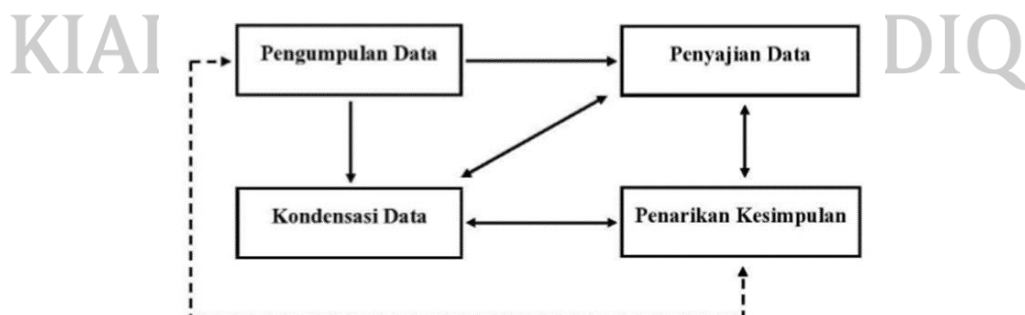 KIAI DIQ
Pengumpulan Data
Penyajian Data
Kondensasi Data
Penarikan Kesimpulan